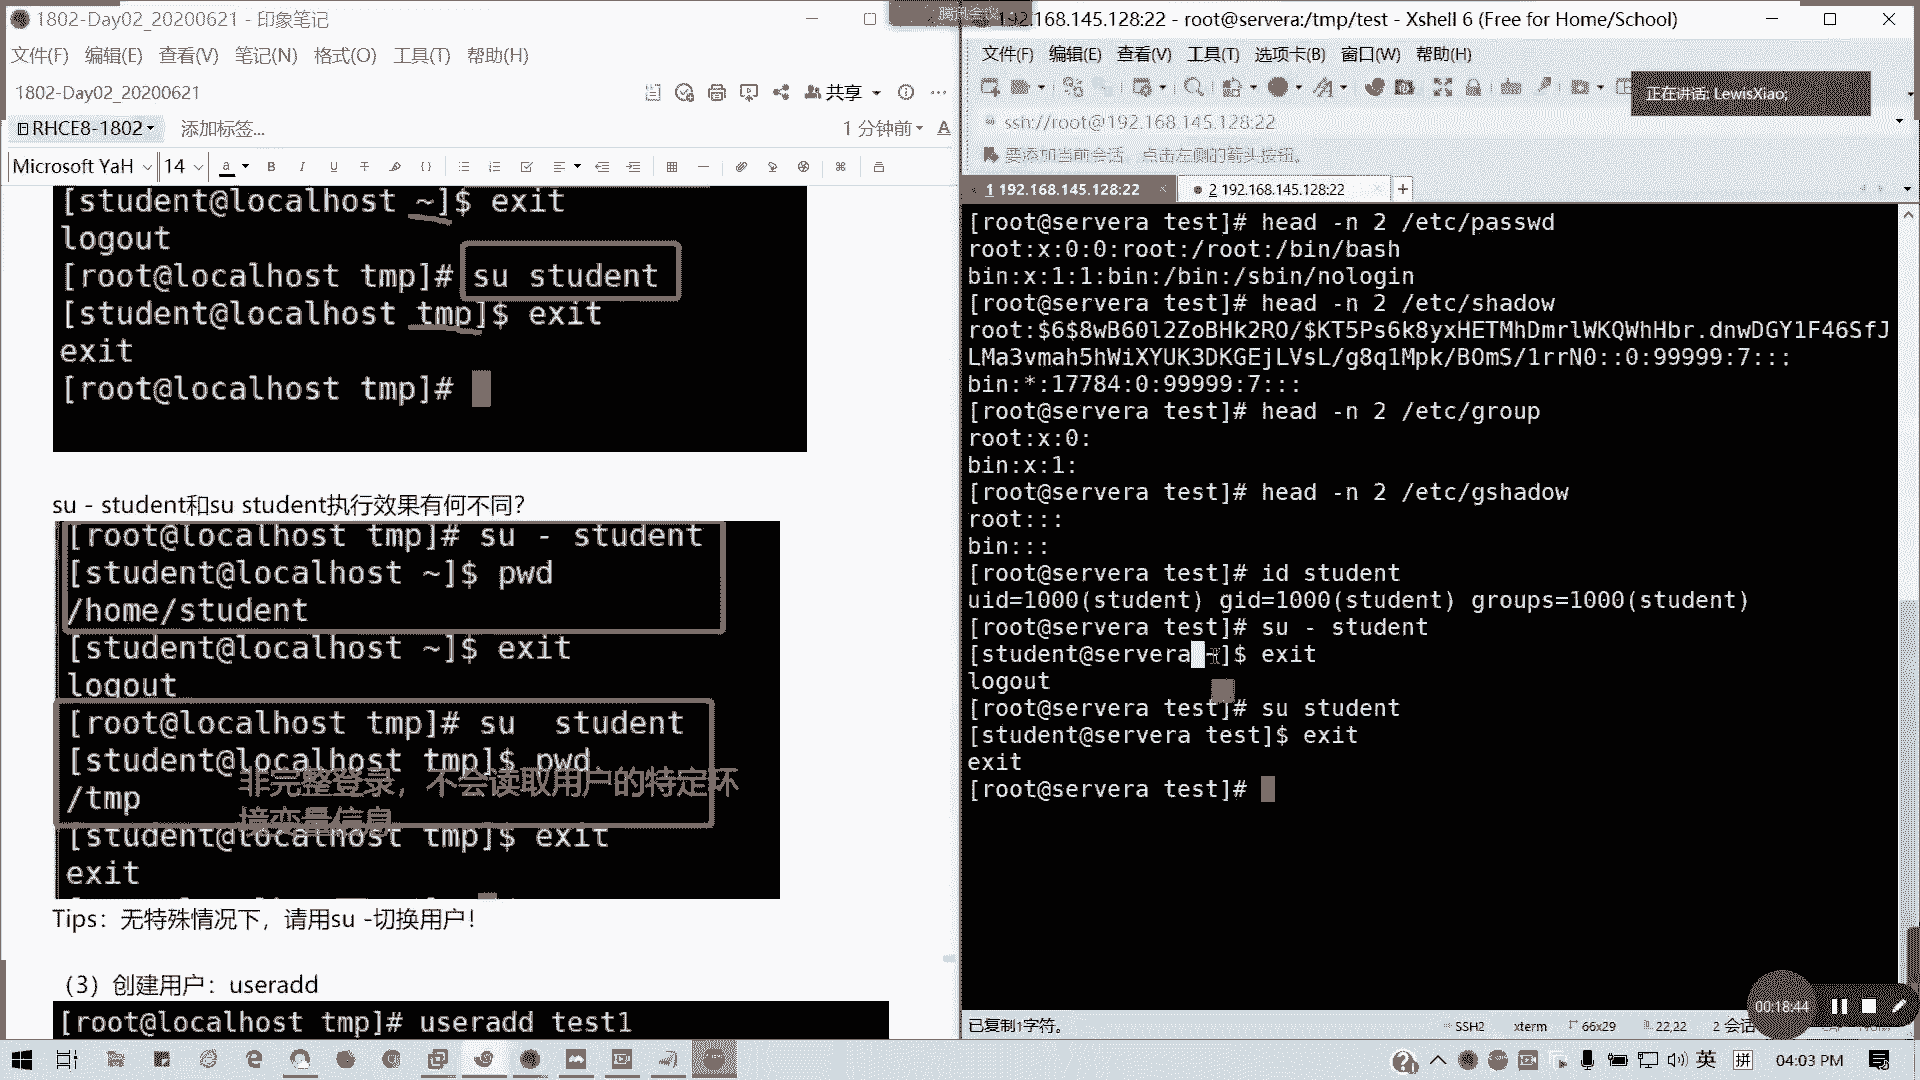 1802-Day02_20200621 - 印象笔记
文件(F) 编辑(E) 查看(V) 笔记(N) 格式(O) 工具(T) 帮助(H)
1802-Day02_20200621
共享
RHCE8-1802 添加标签...
1 分钟前
Microsoft YaH 14
[student@localhost ~]$ exit
logout
[root@localhost tmp]# su student
[student@localhost tmp]$ exit
exit
[root@localhost tmp]#
su - student和su student执行效果有何不同?
[root@localhost tmp]# su - student
[student@localhost ~]$ pwd
/home/student
[student@localhost ~]$ exit
logout
[root@localhost tmp]# su  student
[student@localhost tmp]$ pwd
/tmp
非完整登录，不会读取用户的特定环
境变量信息
[student@localhost tmp]$ exit
exit
Tips：无特殊情况下，请用su -切换用户！
（3）创建用户：useradd
[root@localhost tmp]# useradd test1
腾讯会议
192.168.145.128:22 - root@servera:/tmp/test - Xshell 6 (Free for Home/School)
文件(F) 编辑(E) 查看(V) 工具(T) 选项卡(B) 窗口(W) 帮助(H)
正在讲话: LewisXiao;
ssh://root@192.168.145.128:22
要添加当前会话，点击左侧的箭头按钮。
1 192.168.145.128:22
2 192.168.145.128:22
[root@servera test]# head -n 2 /etc/passwd
root:x:0:0:root:/root:/bin/bash
bin:x:1:1:bin:/bin:/sbin/nologin
[root@servera test]# head -n 2 /etc/shadow
root:$6$8wB60l2ZoBHk2RO/$KT5Ps6k8yxHETMhDmrlWKQWhHbr.dnwDGY1F46SfJ
LMa3vmah5hWiXYUK3DKGEjLVsL/g8q1Mpk/BOmS/1rrN0::0:99999:7:::
bin:*:17784:0:99999:7:::
[root@servera test]# head -n 2 /etc/group
root:x:0:
bin:x:1:
[root@servera test]# head -n 2 /etc/gshadow
root:::
bin:::
[root@servera test]# id student
uid=1000(student) gid=1000(student) groups=1000(student)
[root@servera test]# su - student
[student@servera ~]$ exit
logout
[root@servera test]# su student
[student@servera test]$ exit
exit
[root@servera test]#
00:18:44
已复制1字符。
SSH2 xterm 66x29 22,22 2 会话
英 拼 04:03 PM